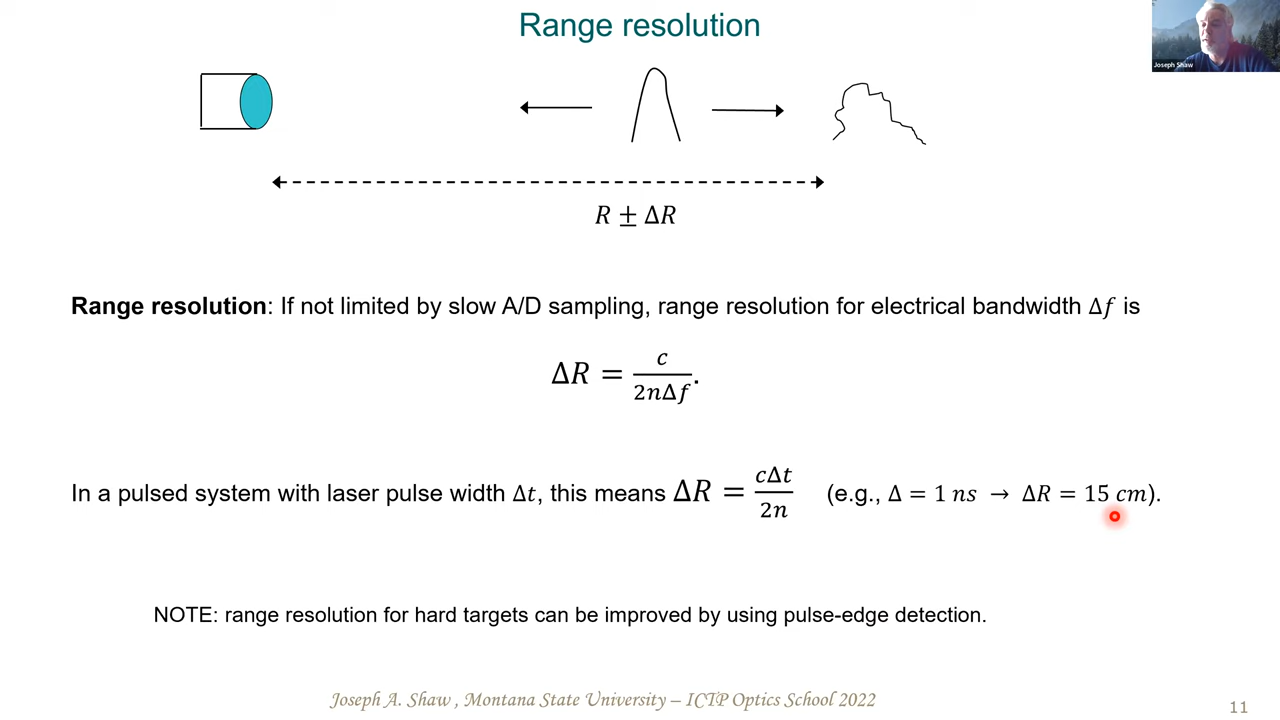 Range resolution
Joseph Shaw
R ± ΔR
Range resolution: If not limited by slow A/D sampling, range resolution for electrical bandwidth Δf is
ΔR = c / 2nΔf.
In a pulsed system with laser pulse width Δt, this means ΔR = cΔt / 2n (e.g., Δ = 1 ns → ΔR = 15 cm).
NOTE: range resolution for hard targets can be improved by using pulse-edge detection.
Joseph A. Shaw , Montana State University – ICTP Optics School 2022
11